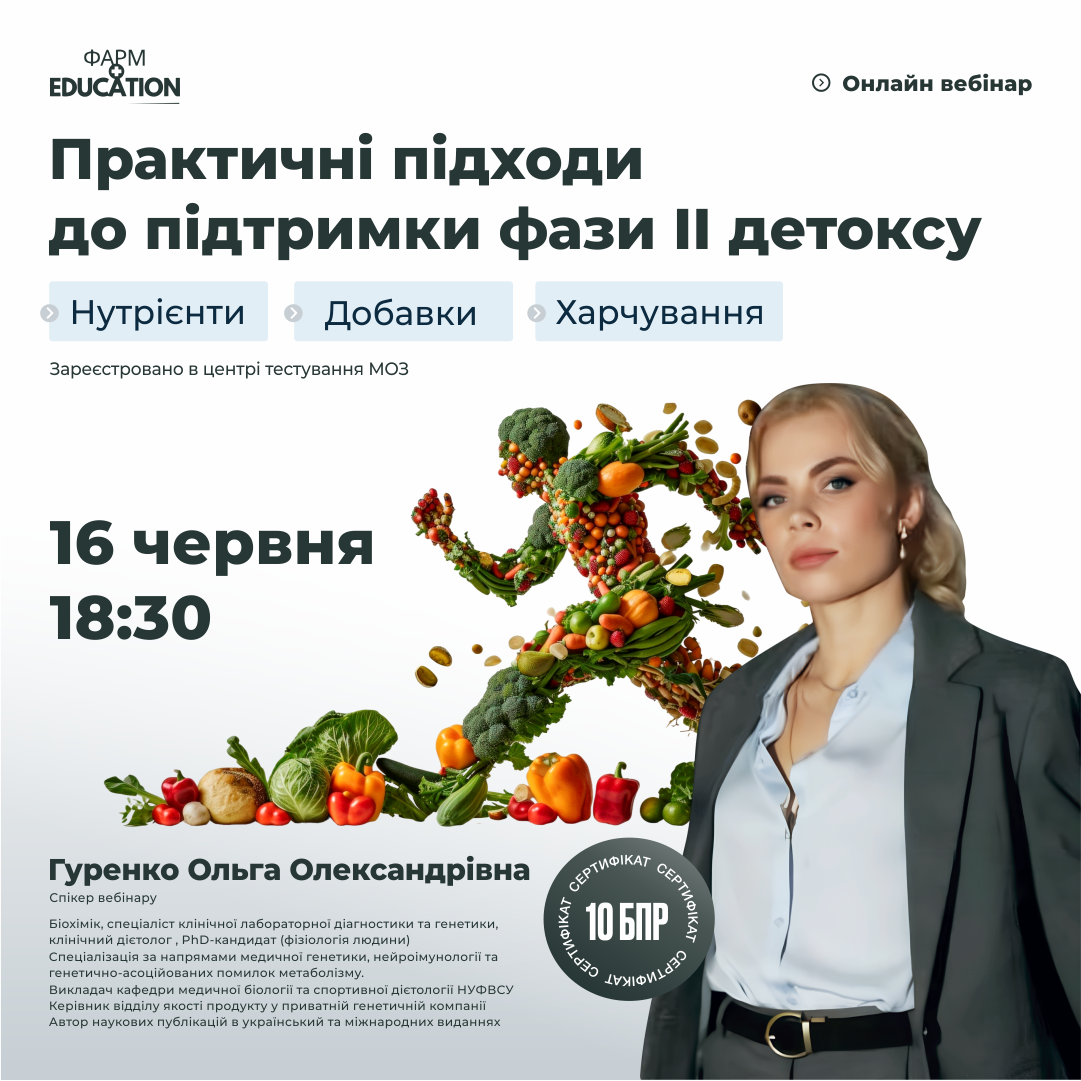 ФАРМ
EDUCATION
Онлайн вебінар
Практичні підходи
до підтримки фази II детоксу
Нутрієнти
Добавки
Харчування
Зареєстровано в центрі тестування МОЗ
16 червня
18:30
Гуренко Ольга Олександрівна
Спікер вебінару
Біохімік, спеціаліст клінічної лабораторної діагностики та генетики,
клінічний дієтолог , PhD-кандидат (фізіологія людини)
Спеціалізація за напрямами медичної генетики, нейроімунології та
генетично-асоційованих помилок метаболізму.
Викладач кафедри медичної біології та спортивної дієтології НУФВСУ
Керівник відділу якості продукту у приватній генетичній компанії
Автор наукових публікацій в український та міжнародних виданнях
СЕРТИФІКАТ СЕРТИФІКАТ СЕРТИФІКАТ СЕРТИФІКАТ
10 БПР